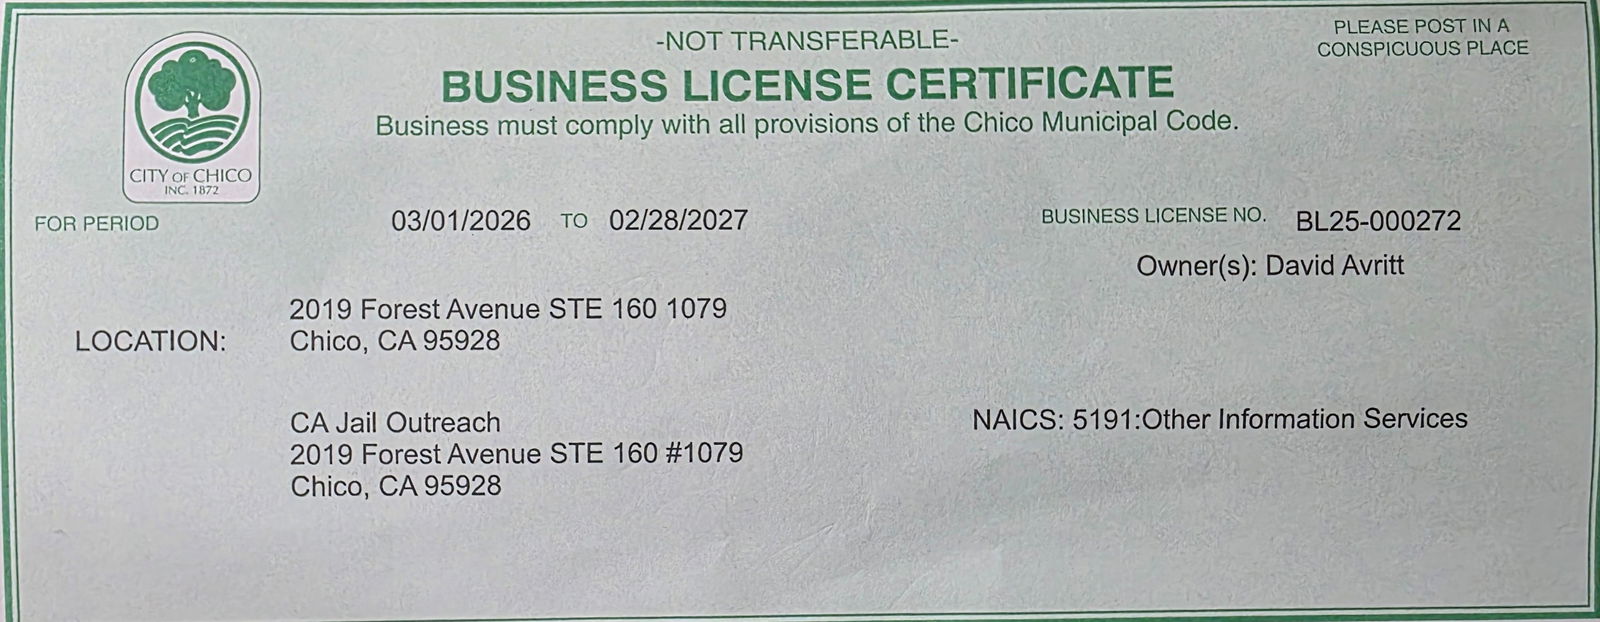 -NOT TRANSFERABLE-
PLEASE POST IN A
CONSPICUOUS PLACE
BUSINESS LICENSE CERTIFICATE
Business must comply with all provisions of the Chico Municipal Code.
CITY OF CHICO
INC. 1872
FOR PERIOD 03/01/2026 TO 02/28/2027
BUSINESS LICENSE NO. BL25-000272
Owner(s): David Avritt
2019 Forest Avenue STE 160 1079
LOCATION: Chico, CA 95928
CA Jail Outreach
2019 Forest Avenue STE 160 #1079
Chico, CA 95928
NAICS: 5191:Other Information Services